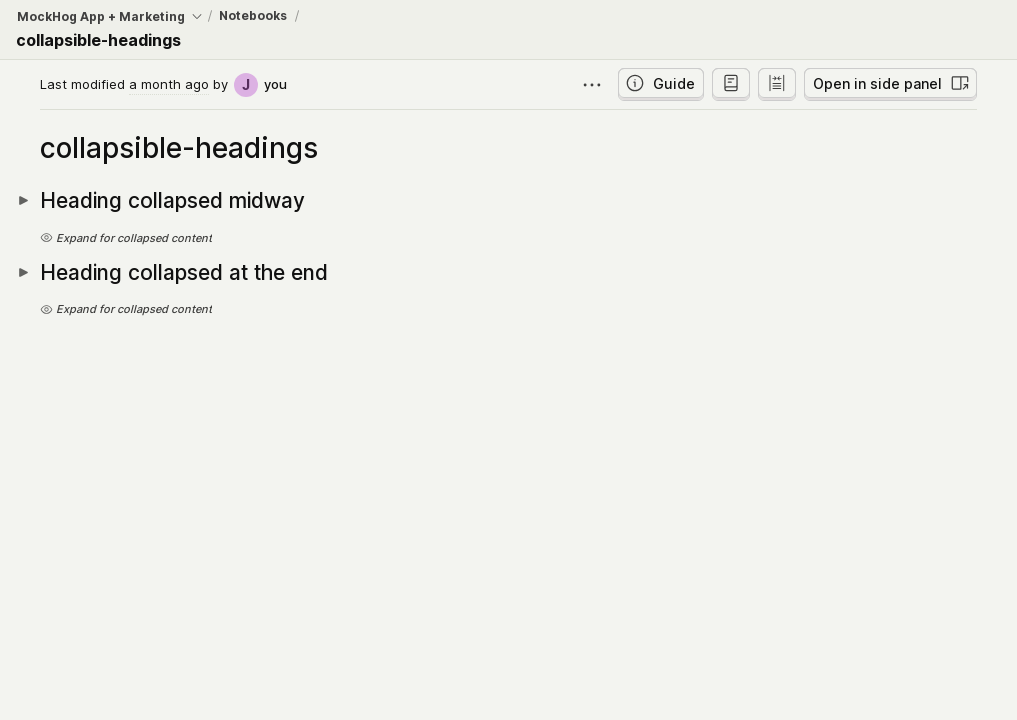 MockHog App + Marketing / Notebooks /
collapsible-headings
Last modified a month ago by J you
Guide
Open in side panel
collapsible-headings
Heading collapsed midway
Expand for collapsed content
Heading collapsed at the end
Expand for collapsed content